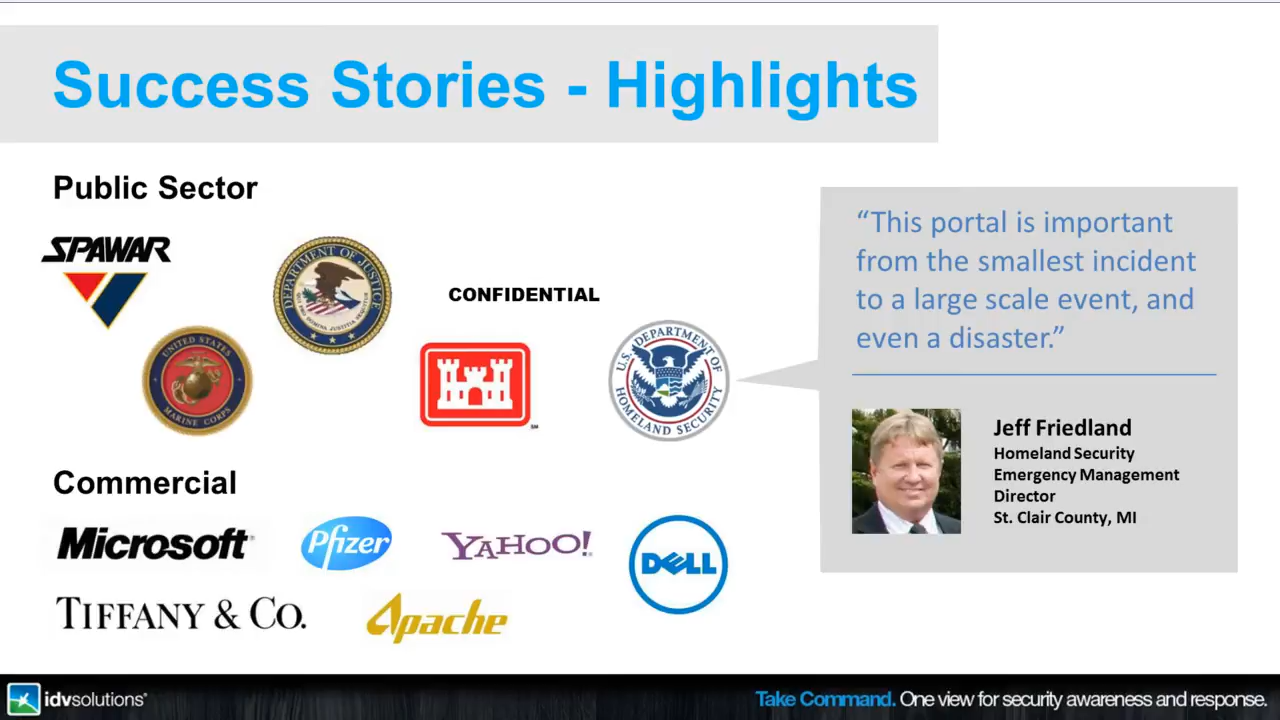 Success Stories - Highlights
Public Sector
SPAWAR
DEPARTMENT OF JUSTICE
CONFIDENTIAL
UNITED STATES
MARINE CORPS
U.S. DEPARTMENT OF
HOMELAND SECURITY
“This portal is important
from the smallest incident
to a large scale event, and
even a disaster.”
Jeff Friedland
Homeland Security
Emergency Management
Director
St. Clair County, MI
Commercial
Microsoft
Pfizer
YAHOO!
DELL
TIFFANY & CO.
Apache
idvsolutions
Take Command. One view for security awareness and response.